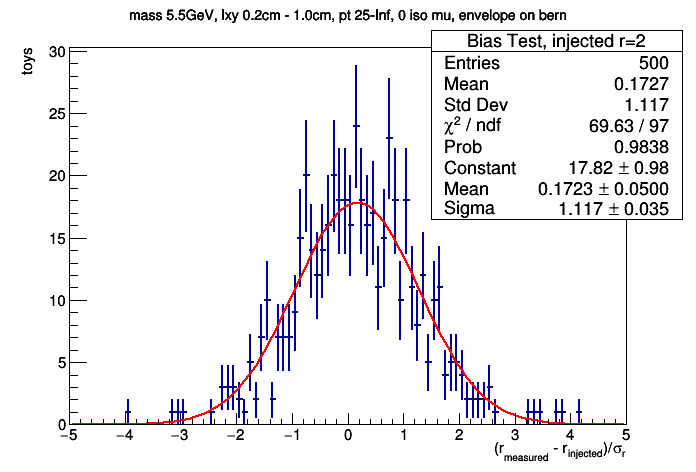 mass 5.5GeV, lxy 0.2cm - 1.0cm, pt 25-Inf, 0 iso mu, envelope on bern
Bias Test, injected r=2
Entries 500
Mean 0.1727
Std Dev 1.117
χ² / ndf 69.63 / 97
Prob 0.9838
Constant 17.82 ± 0.98
Mean 0.1723 ± 0.0500
Sigma 1.117 ± 0.035
toys
30
25
20
15
10
5
0
−5 −4 −3 −2 −1 0 1 2 3 4 5
(r_measured - r_injected)/σ_r